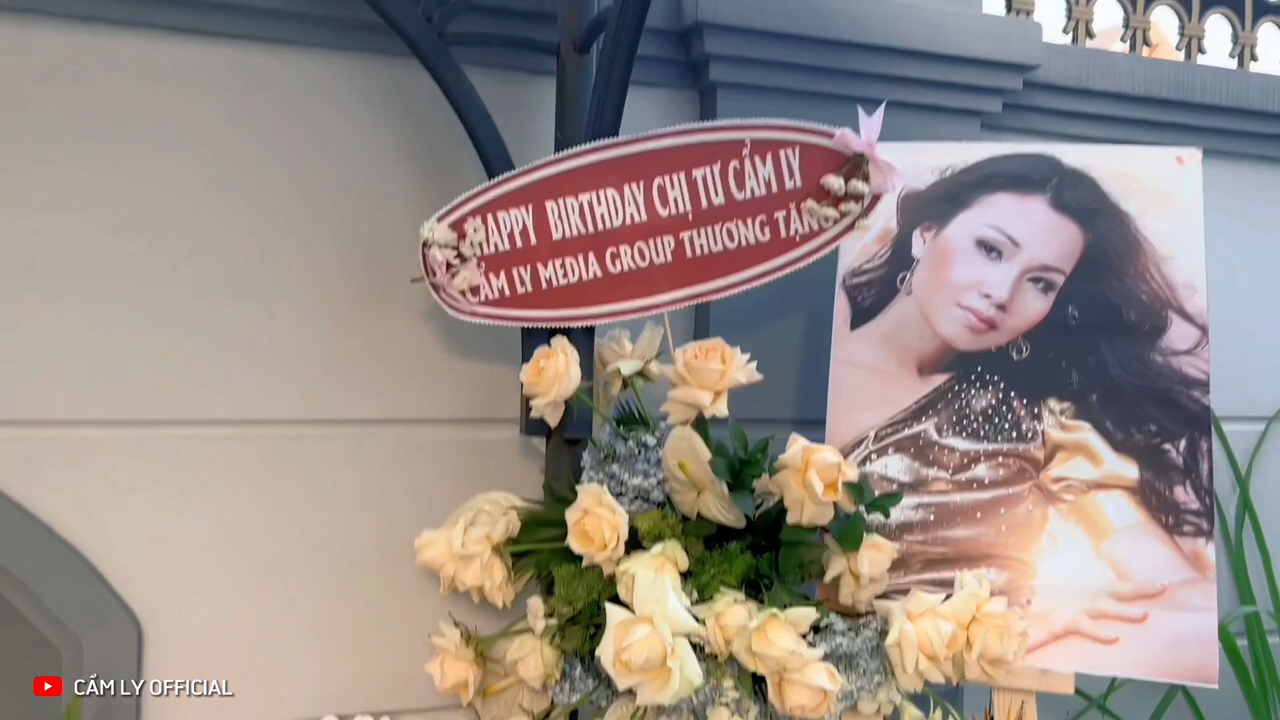 HAPPY BIRTHDAY CHỊ TƯ CẨM LY
CẨM LY MEDIA GROUP THƯƠNG TẶNG
CẨM LY OFFICIAL